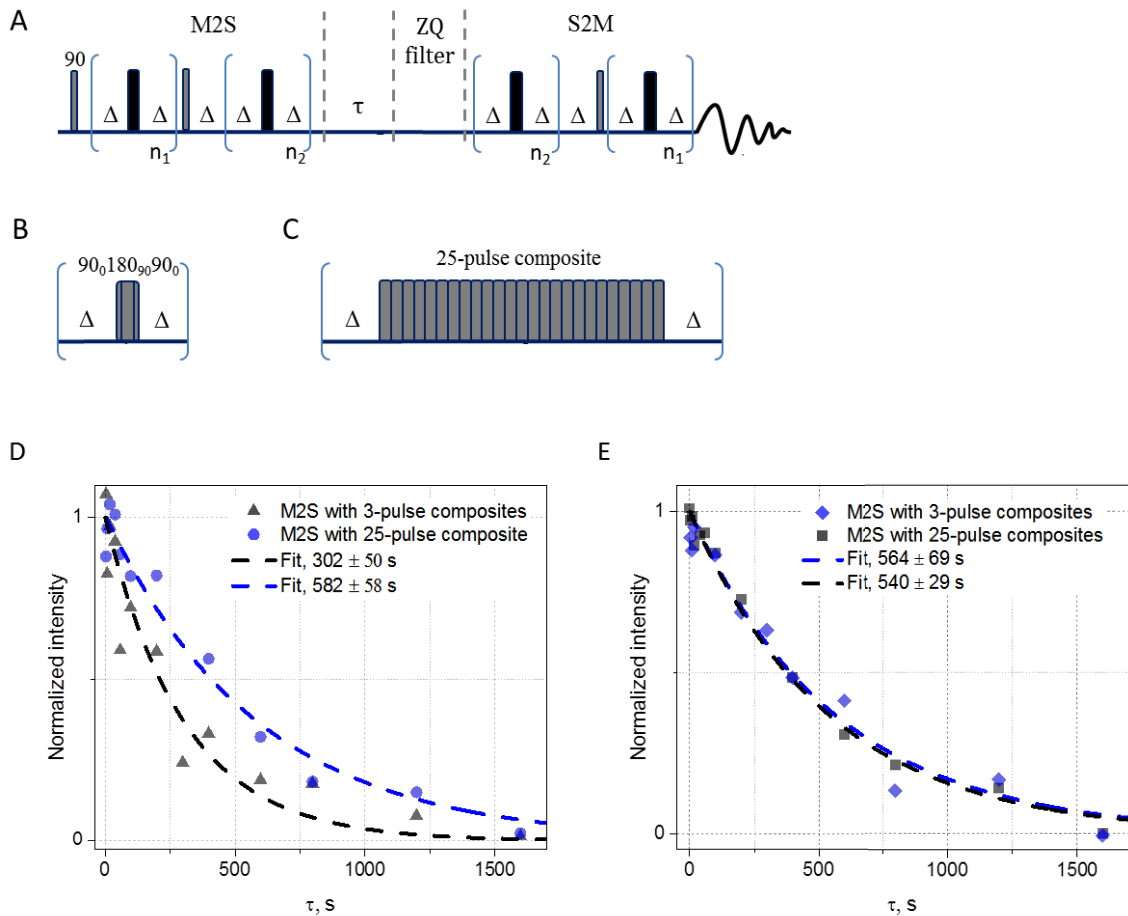 A
M2S
ZQ
filter
S2M
90
Δ Δ Δ Δ Δ τ Δ Δ Δ Δ Δ
n1 n2 n2 n1
B
C
90₀180₉₀90₀
25-pulse composite
Δ Δ
Δ Δ
D
E
M2S with 3-pulse composites
M2S with 25-pulse composite
Fit, 302 ± 50 s
Fit, 582 ± 58 s
M2S with 3-pulse composites
M2S with 25-pulse composites
Fit, 564 ± 69 s
Fit, 540 ± 29 s
Normalized intensity
1
0
0 500 1000 1500
τ, s
Normalized intensity
1
0
0 500 1000 1500
τ, s